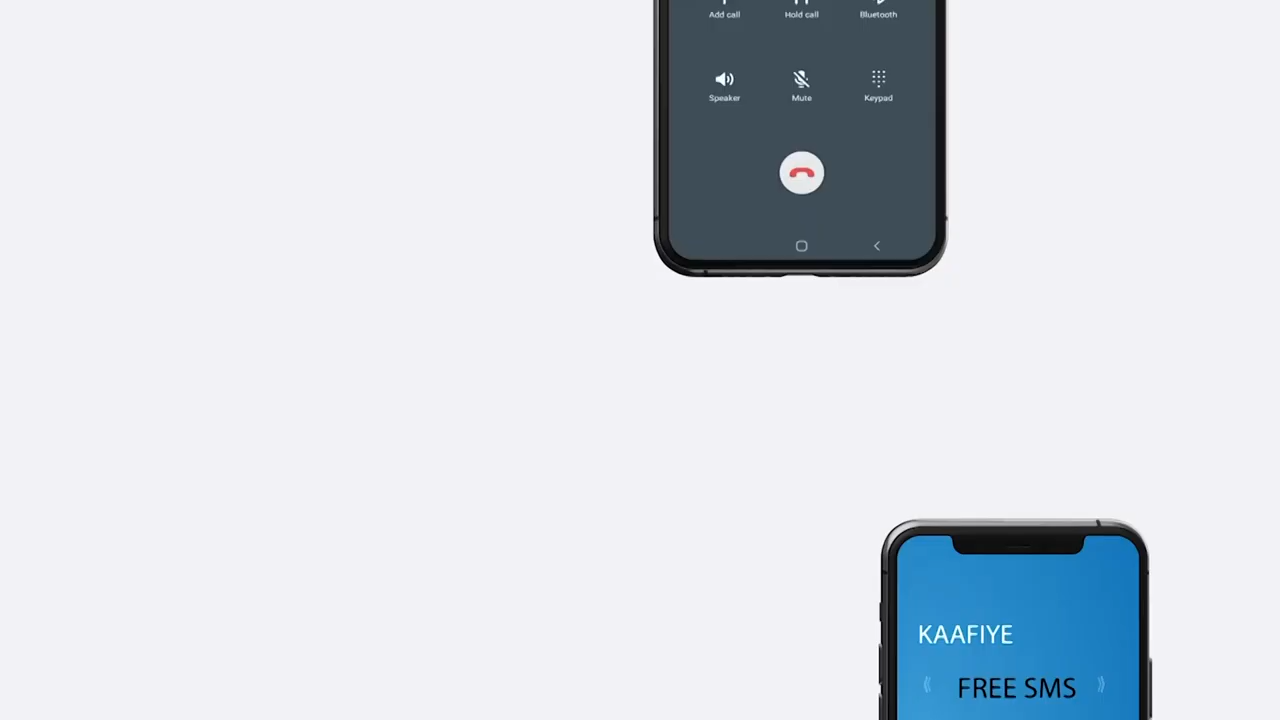 Add call Hold call Bluetooth
Speaker Mute Keypad
KAAFIYE
FREE SMS